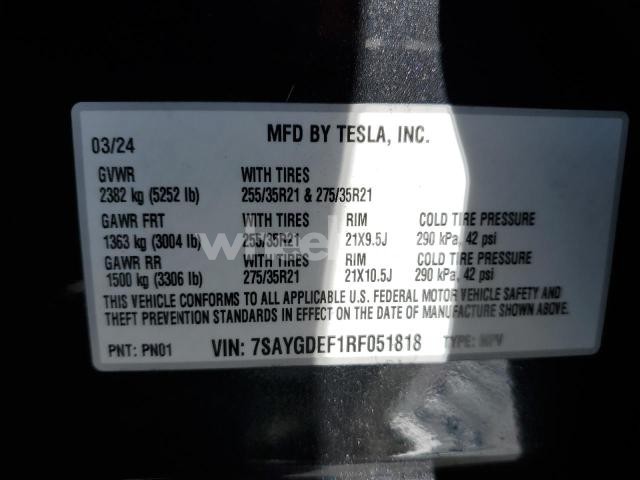 03/24 MFD BY TESLA, INC.
GVWR WITH TIRES
2382 kg (5252 lb) 255/35R21 & 275/35R21
GAWR FRT WITH TIRES RIM COLD TIRE PRESSURE
1363 kg (3004 lb) 255/35R21 21X9.5J 290 kPa, 42 psi
GAWR RR WITH TIRES RIM COLD TIRE PRESSURE
1500 kg (3306 lb) 275/35R21 21X10.5J 290 kPa, 42 psi
THIS VEHICLE CONFORMS TO ALL APPLICABLE U.S. FEDERAL MOTOR VEHICLE SAFETY AND
THEFT PREVENTION STANDARDS IN EFFECT ON THE DATE OF MANUFACTURE SHOWN ABOVE.
PNT: PN01 VIN: 7SAYGDEF1RF051818 TYPE: MPV